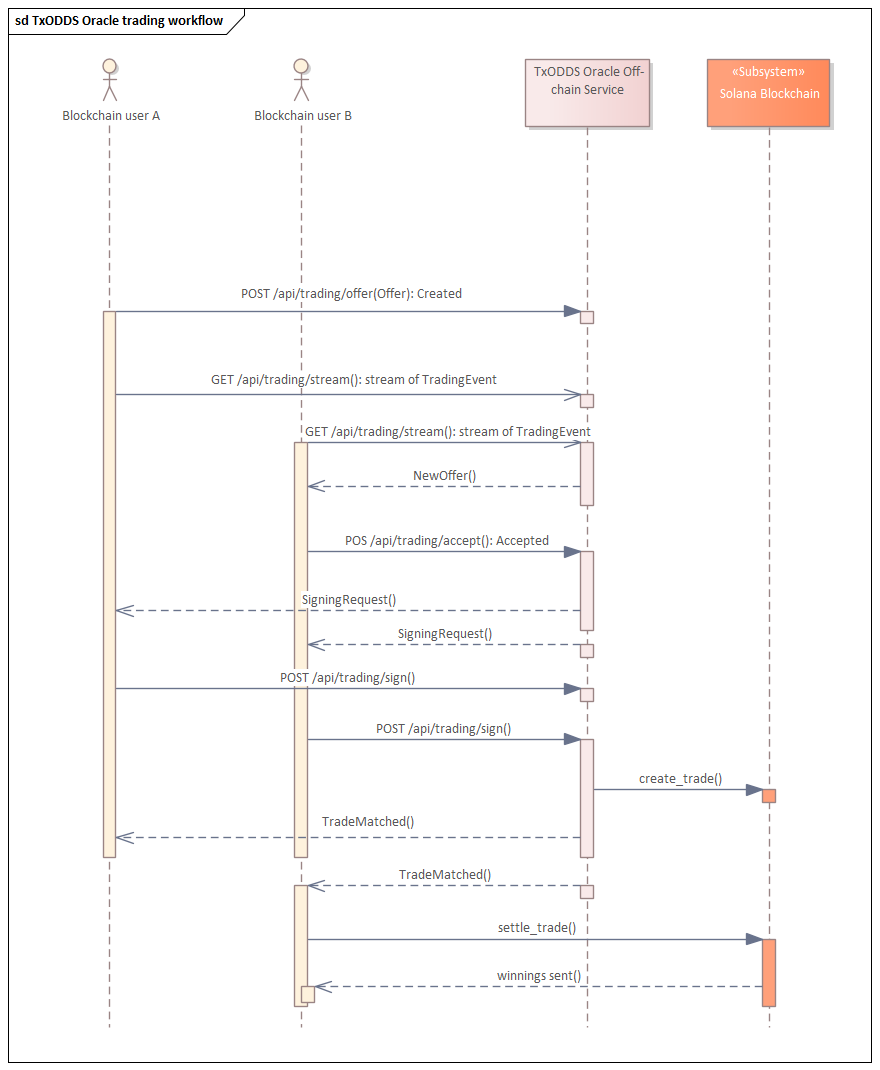 sd TxODDS Oracle trading workflow
Blockchain user A
Blockchain user B
TxODDS Oracle Off-
chain Service
«Subsystem»
Solana Blockchain
POST /api/trading/offer(Offer): Created
GET /api/trading/stream(): stream of TradingEvent
GET /api/trading/stream(): stream of TradingEvent
NewOffer()
POS /api/trading/accept(): Accepted
SigningRequest()
SigningRequest()
POST /api/trading/sign()
POST /api/trading/sign()
create_trade()
TradeMatched()
TradeMatched()
settle_trade()
winnings sent()